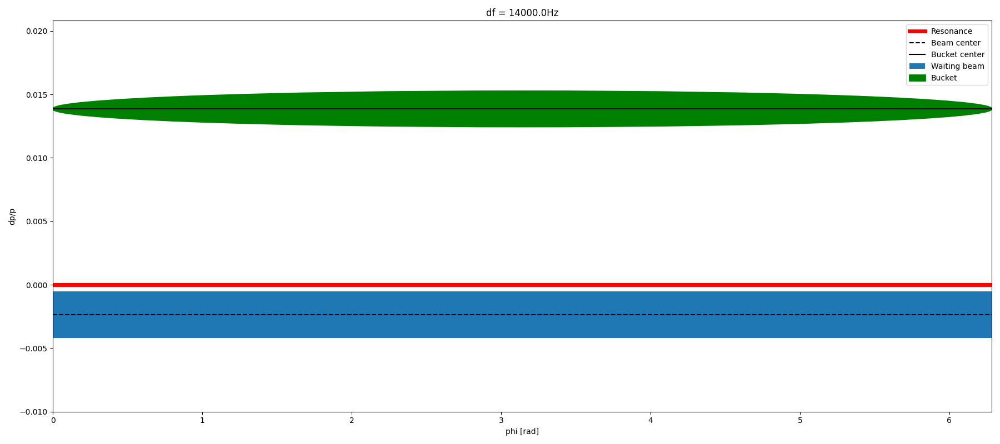 df = 14000.0Hz
Resonance
Beam center
Bucket center
Waiting beam
Bucket
0.020
0.015
0.010
0.005
0.000
−0.005
−0.010
dp/p
0 1 2 3 4 5 6
phi [rad]